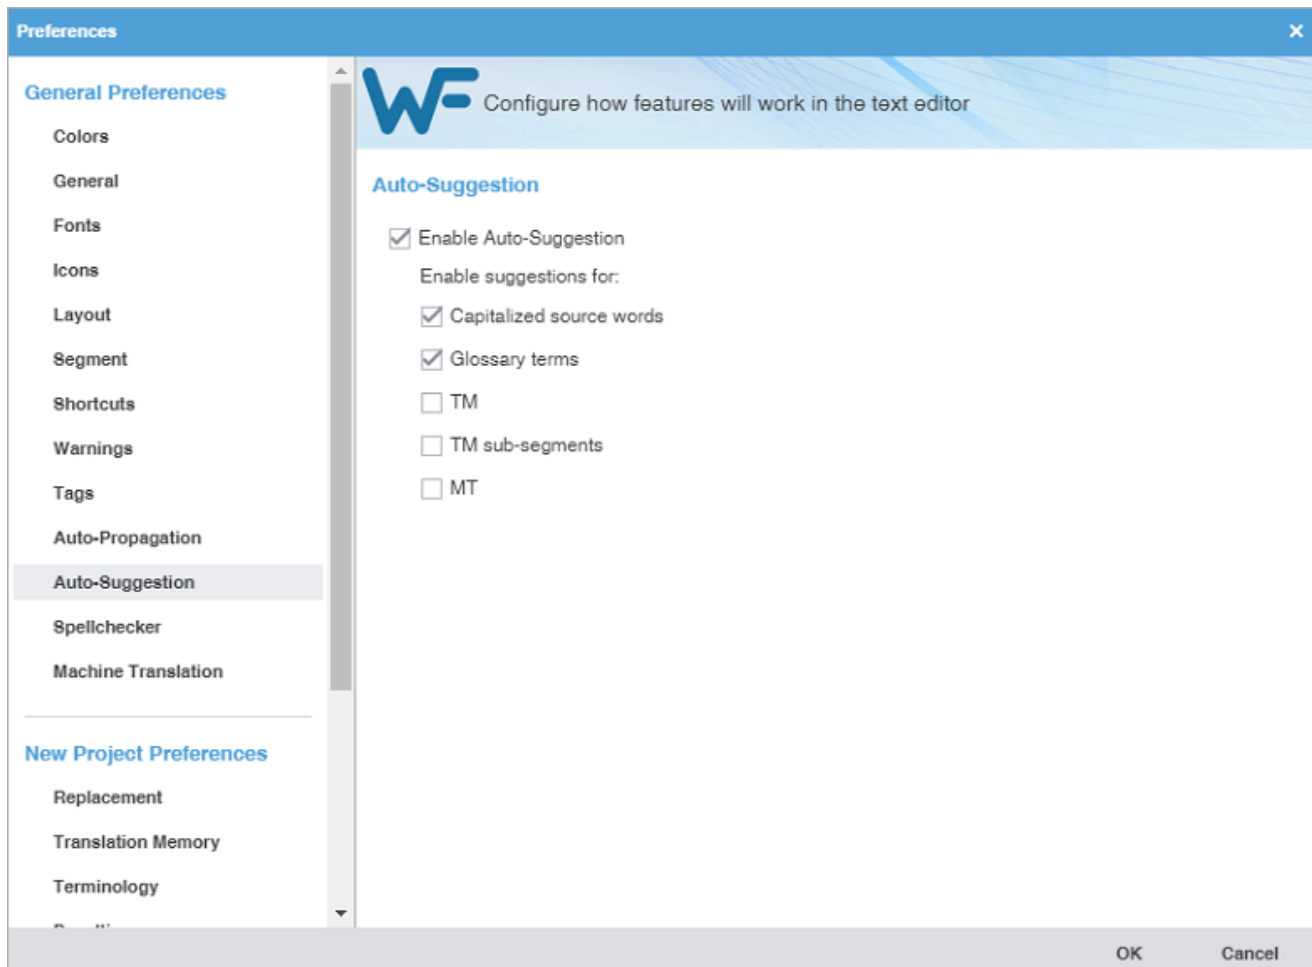 Preferences
General Preferences
Colors
General
Fonts
Icons
Layout
Segment
Shortcuts
Warnings
Tags
Auto-Propagation
Auto-Suggestion
Spellchecker
Machine Translation
New Project Preferences
Replacement
Translation Memory
Terminology
WF
Configure how features will work in the text editor
Auto-Suggestion
Enable Auto-Suggestion
Enable suggestions for:
Capitalized source words
Glossary terms
TM
TM sub-segments
MT
OK
Cancel